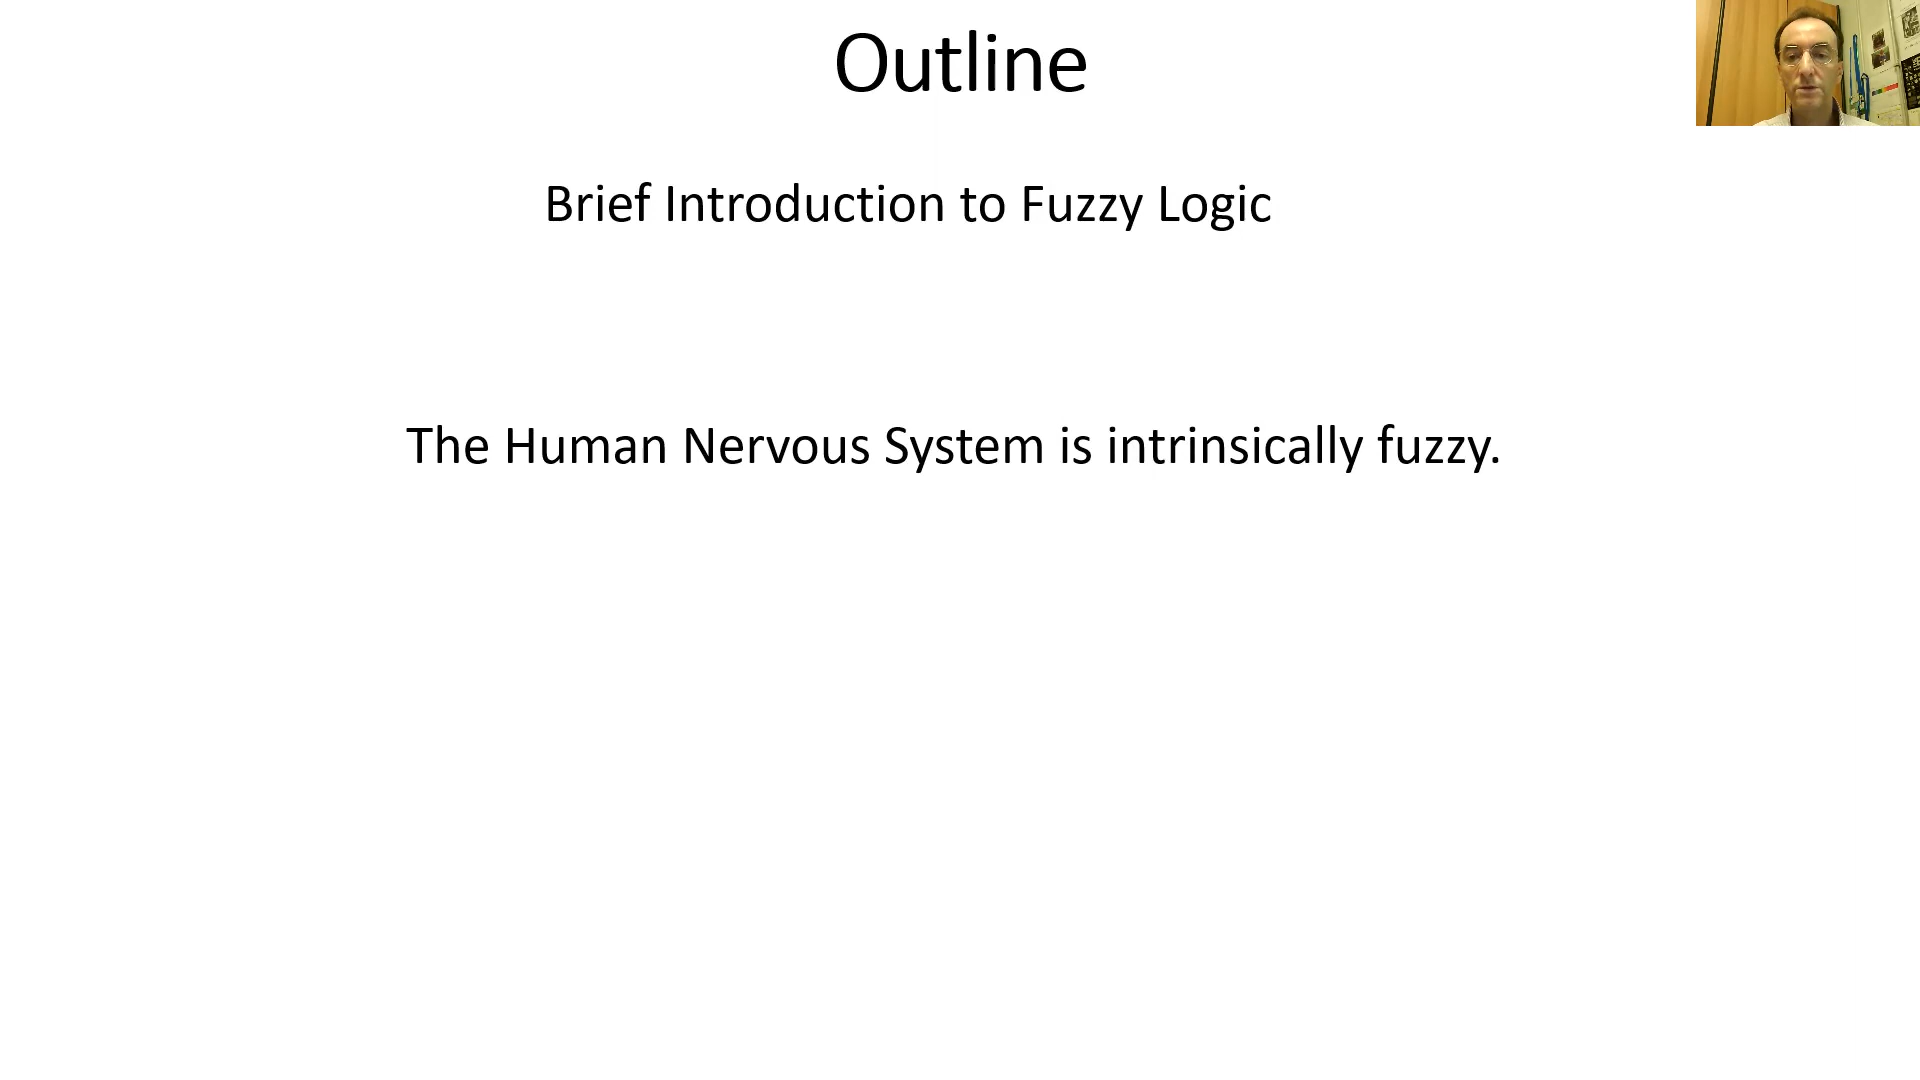 Outline
Brief Introduction to Fuzzy Logic
The Human Nervous System is intrinsically fuzzy.